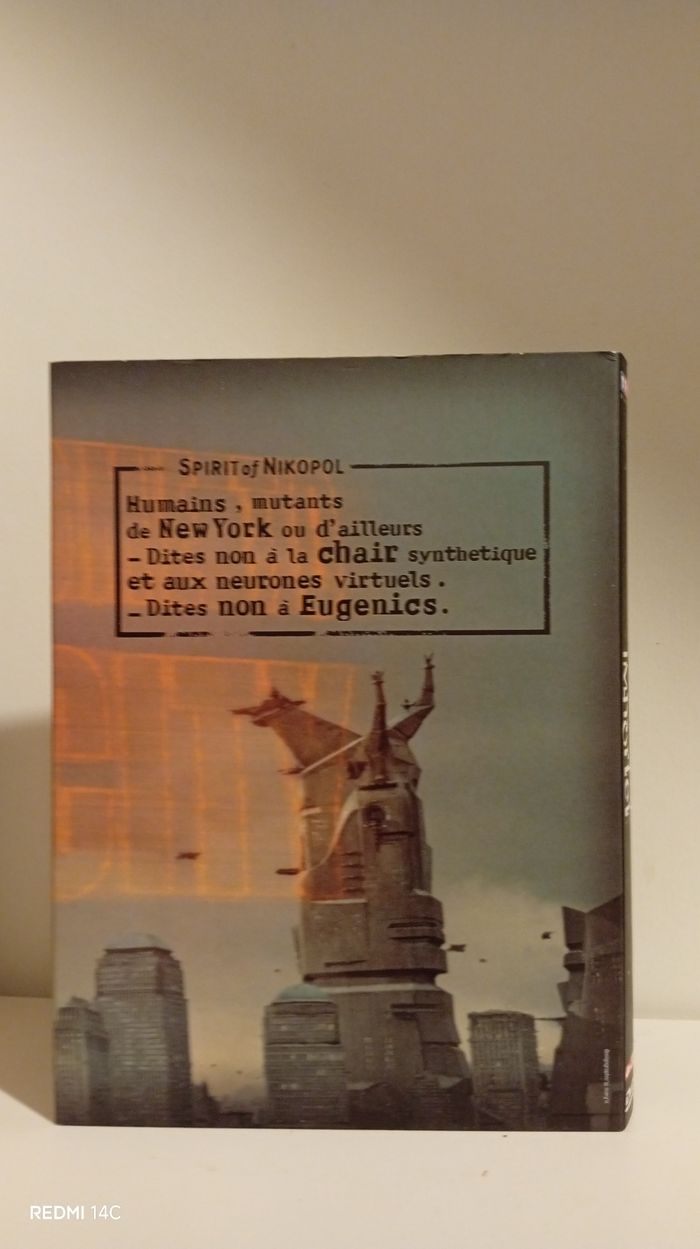 SPIRIT of NIKOPOL
Humains , mutants
de New York ou d'ailleurs
– Dites non à la chair synthetique
et aux neurones virtuels .
_ Dites non à Eugenics.
REDMI 14C